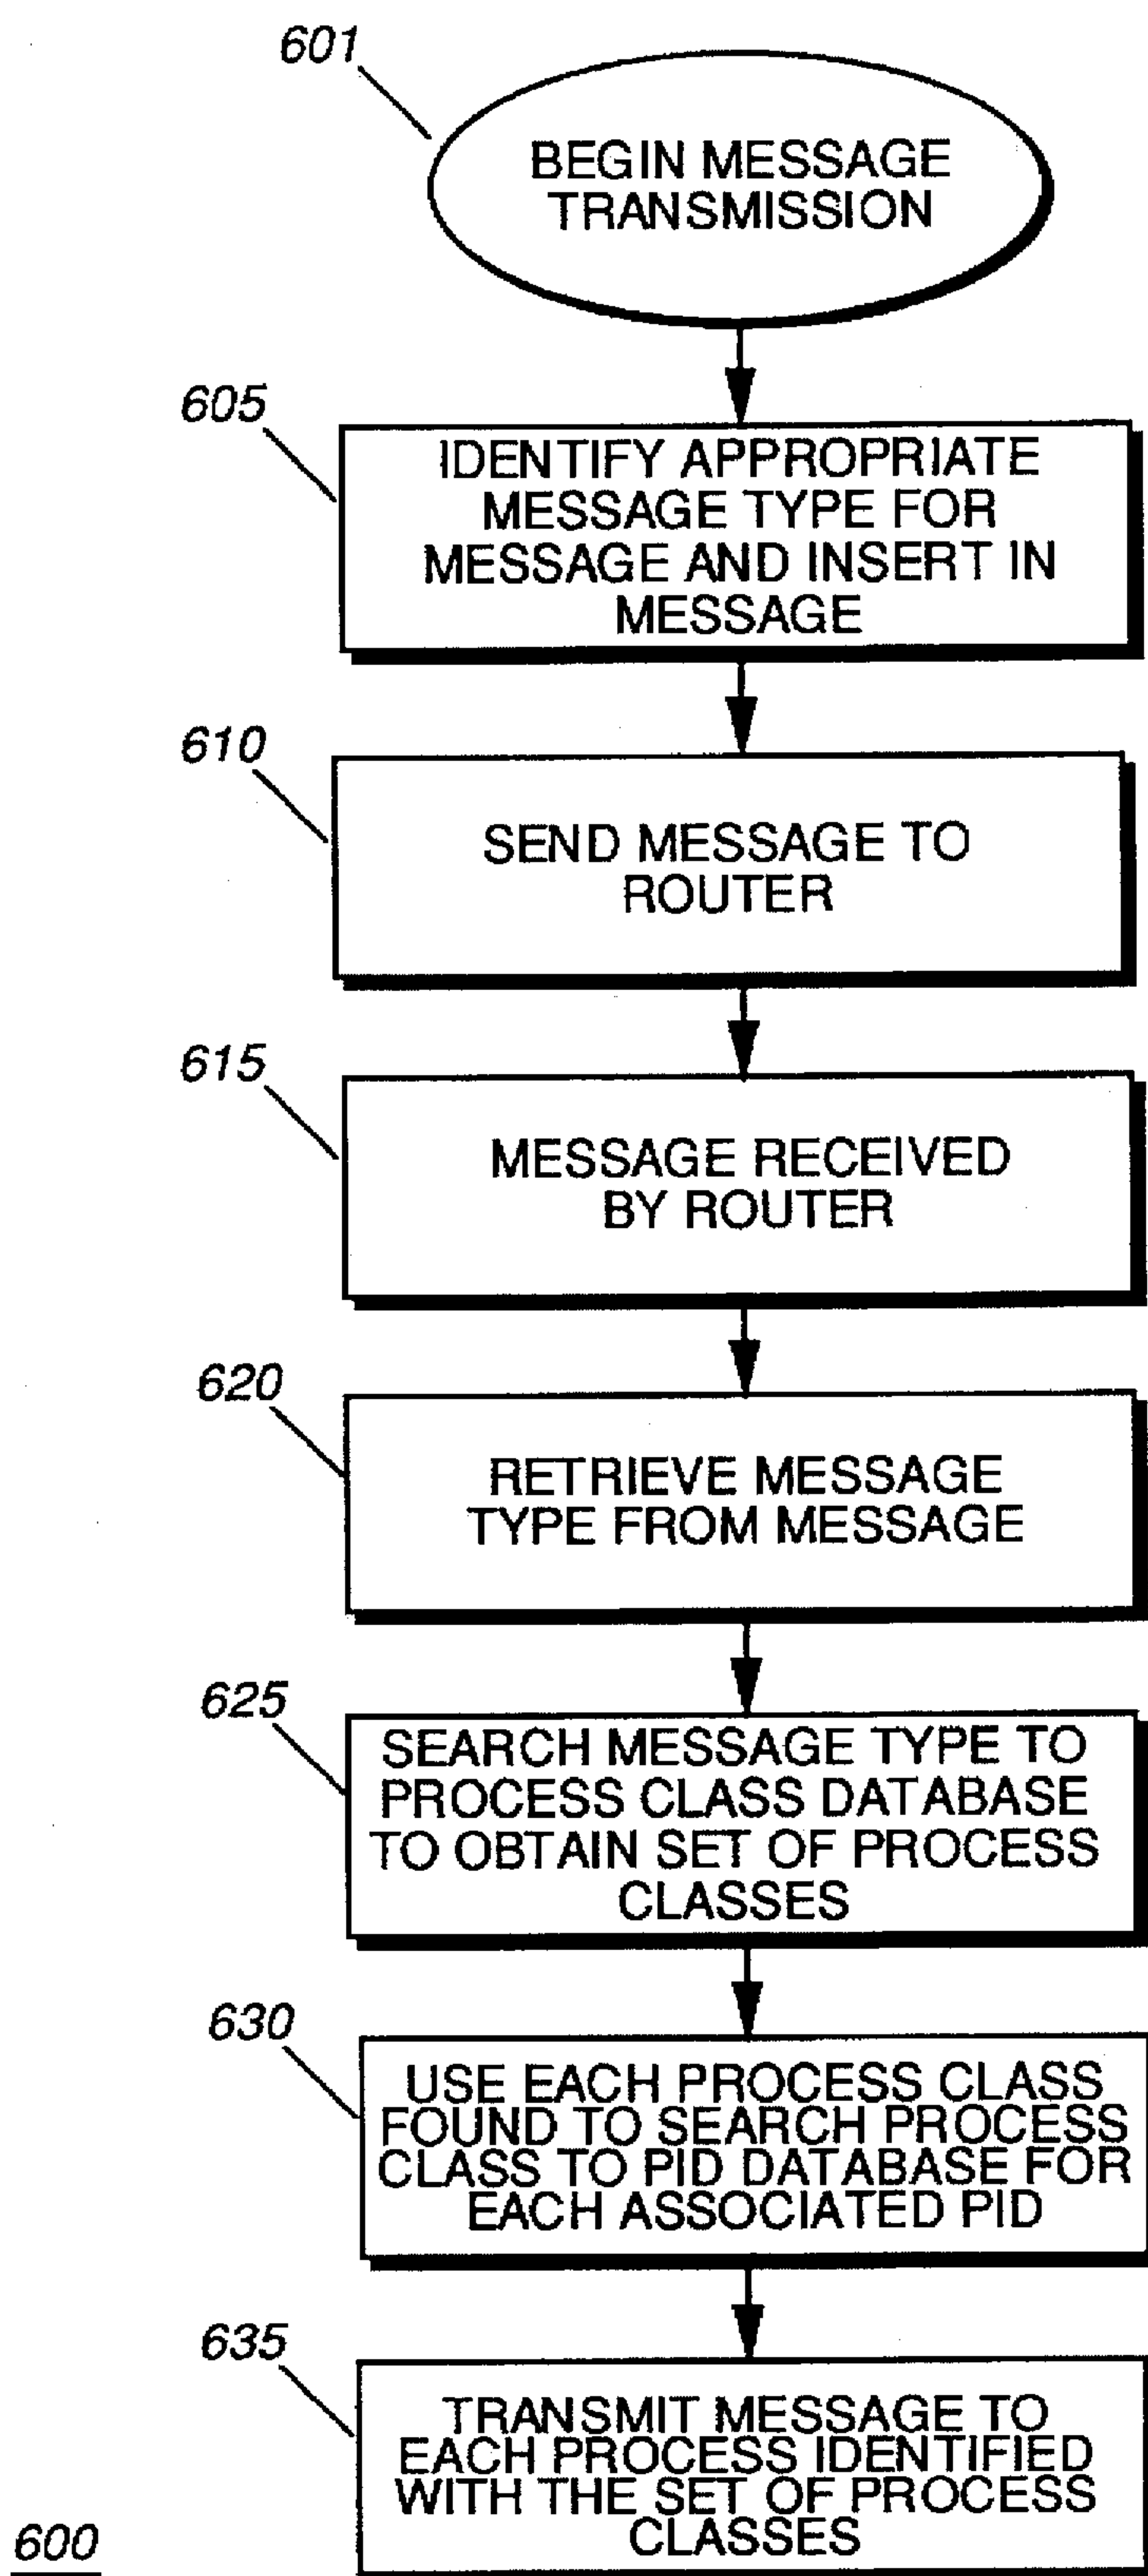 601
BEGIN MESSAGE
TRANSMISSION
605
IDENTIFY APPROPRIATE
MESSAGE TYPE FOR
MESSAGE AND INSERT IN
MESSAGE
610
SEND MESSAGE TO
ROUTER
615
MESSAGE RECEIVED
BY ROUTER
620
RETRIEVE MESSAGE
TYPE FROM MESSAGE
625
SEARCH MESSAGE TYPE TO
PROCESS CLASS DATABASE
TO OBTAIN SET OF PROCESS
CLASSES
630
USE EACH PROCESS CLASS
FOUND TO SEARCH PROCESS
CLASS TO PID DATABASE FOR
EACH ASSOCIATED PID
635
TRANSMIT MESSAGE TO
EACH PROCESS IDENTIFIED
WITH THE SET OF PROCESS
CLASSES
600